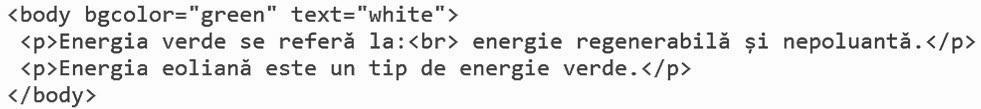 <body bgcolor="green" text="white">
<p>Energia verde se referă la:<br> energie regenerabilă și nepoluantă.</p>
<p>Energia eoliană este un tip de energie verde.</p>
</body>